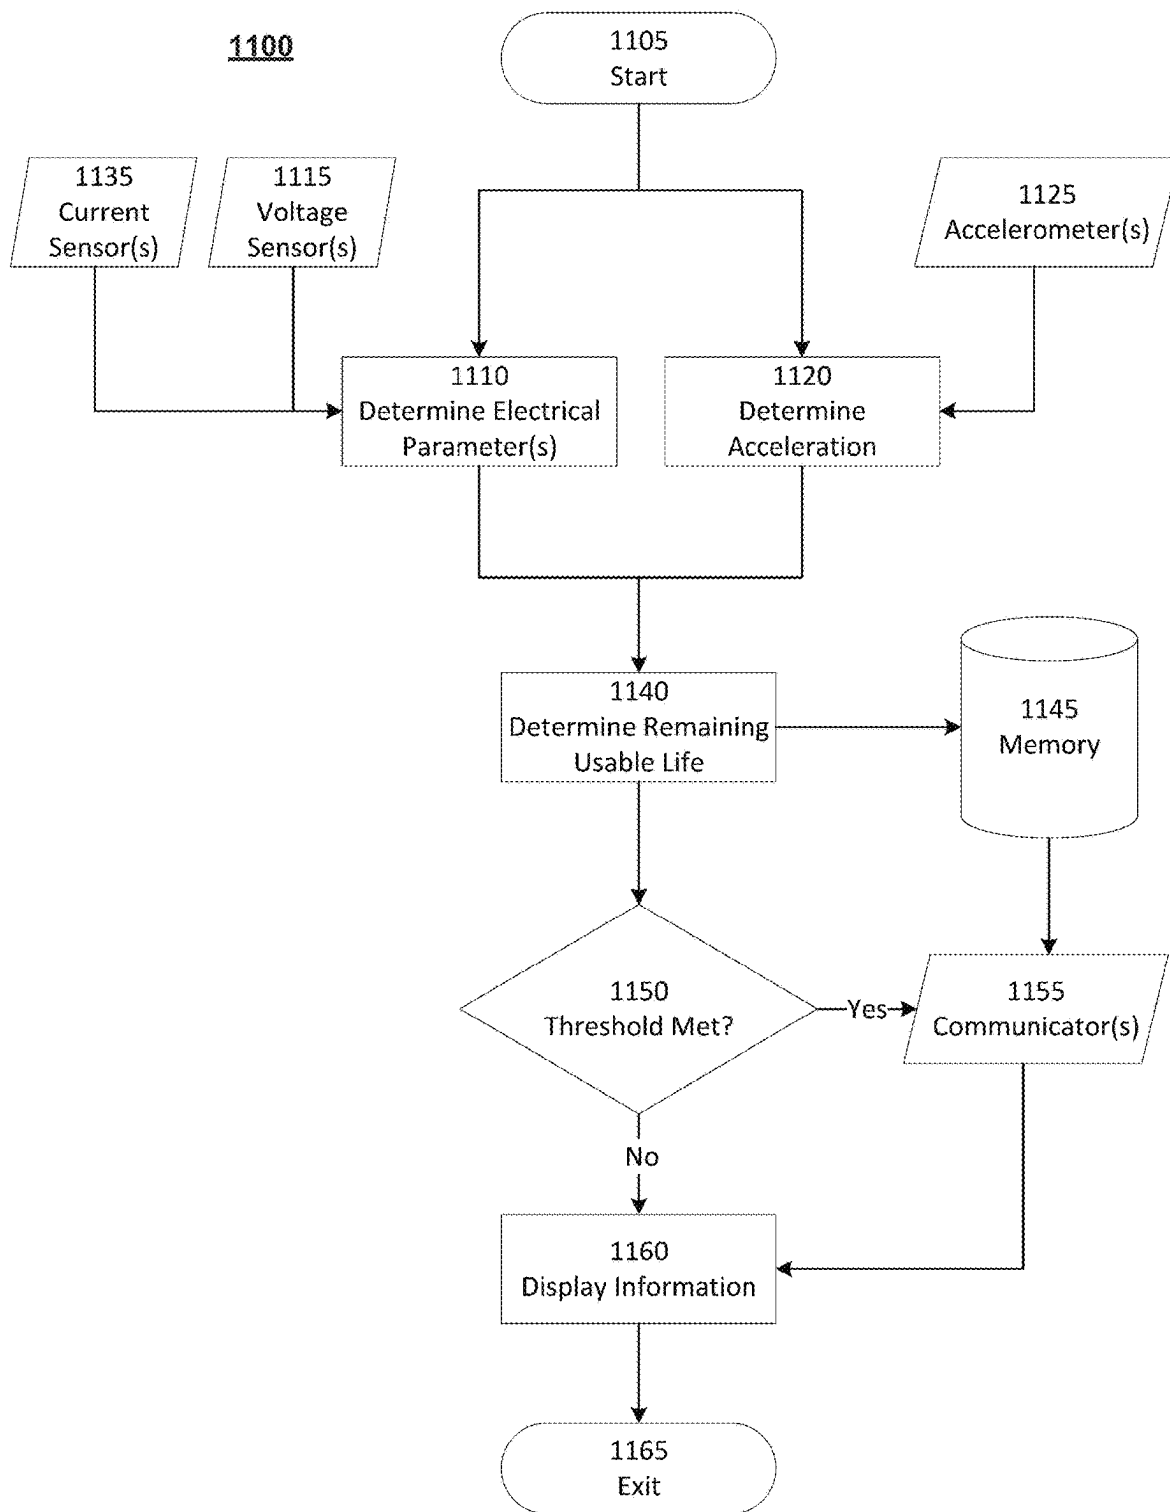 1100
1105
Start
1135
Current
Sensor(s)
1115
Voltage
Sensor(s)
1125
Accelerometer(s)
1110
Determine Electrical
Parameter(s)
1120
Determine
Acceleration
1140
Determine Remaining
Usable Life
1145
Memory
1150
Threshold Met?
Yes
1155
Communicator(s)
No
1160
Display Information
1165
Exit